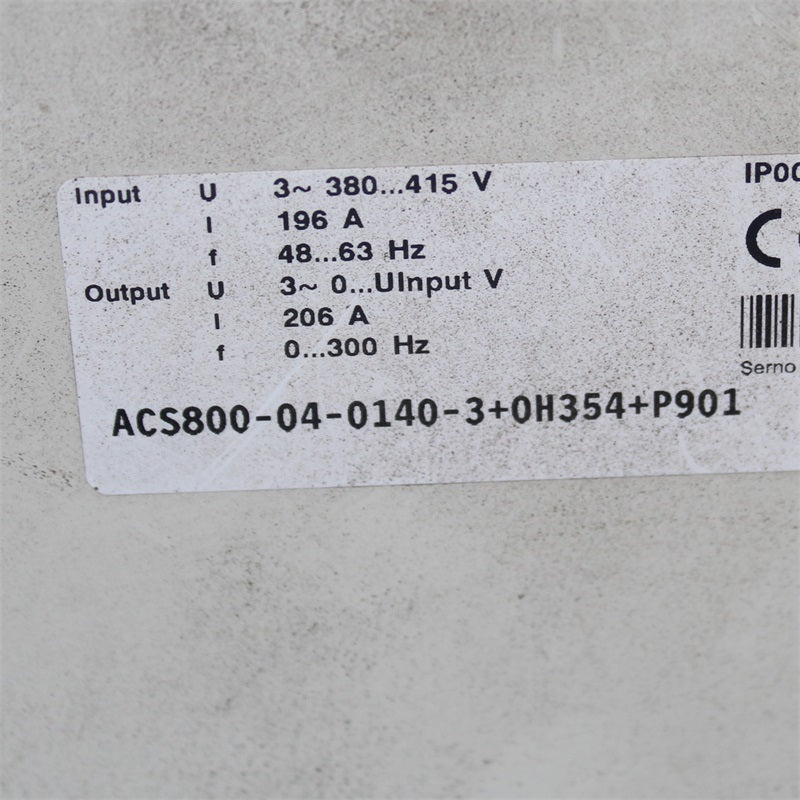 Input U 3~ 380...415 V
I 196 A
f 48...63 Hz
Output U 3~ 0...UInput V
I 206 A
f 0...300 Hz
ACS800-04-0140-3+0H354+P901
IP00
CE
Serno